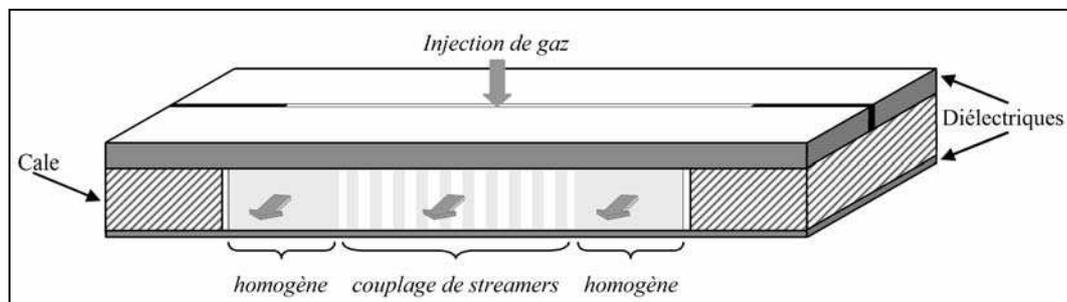 Injection de gaz
Diélectriques
Cale
homogène
couplage de streamers
homogène